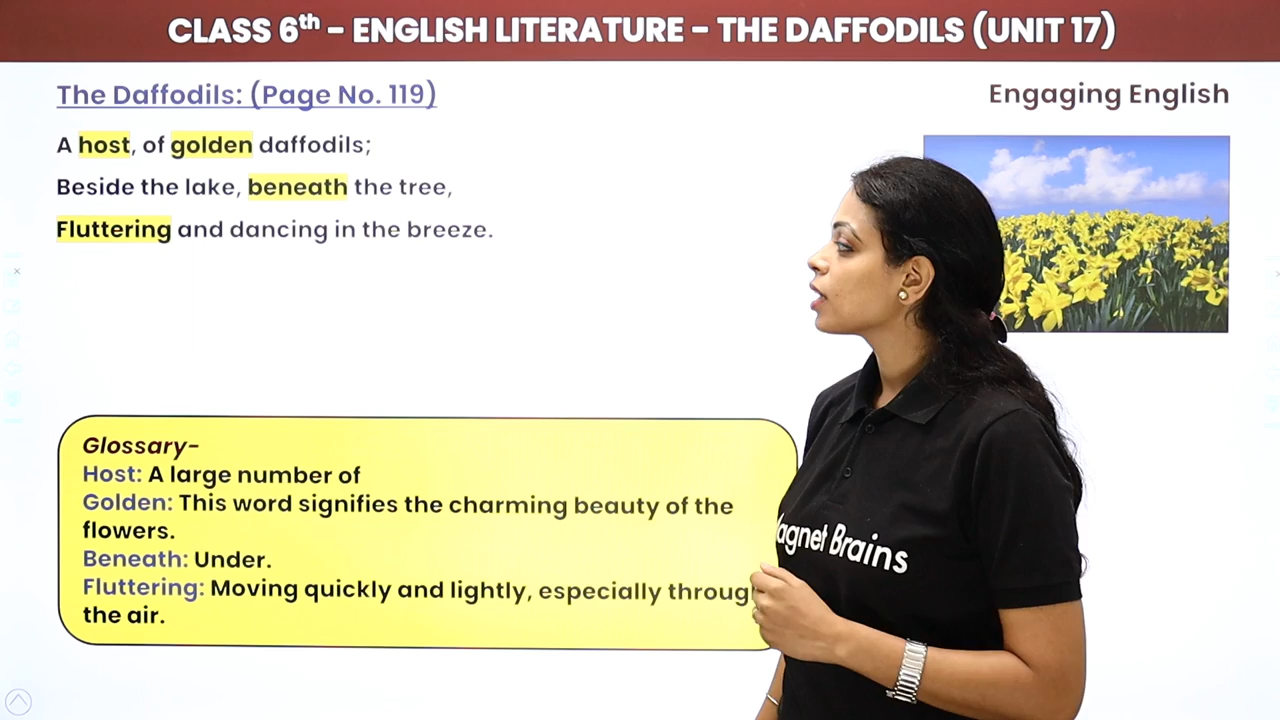 CLASS 6th – ENGLISH LITERATURE – THE DAFFODILS (UNIT 17)
The Daffodils: (Page No. 119)
Engaging English
A host, of golden daffodils;
Beside the lake, beneath the tree,
Fluttering and dancing in the breeze.
Glossary-
Host: A large number of
Golden: This word signifies the charming beauty of the
flowers.
Beneath: Under.
Fluttering: Moving quickly and lightly, especially throug
the air.
agnet Brains